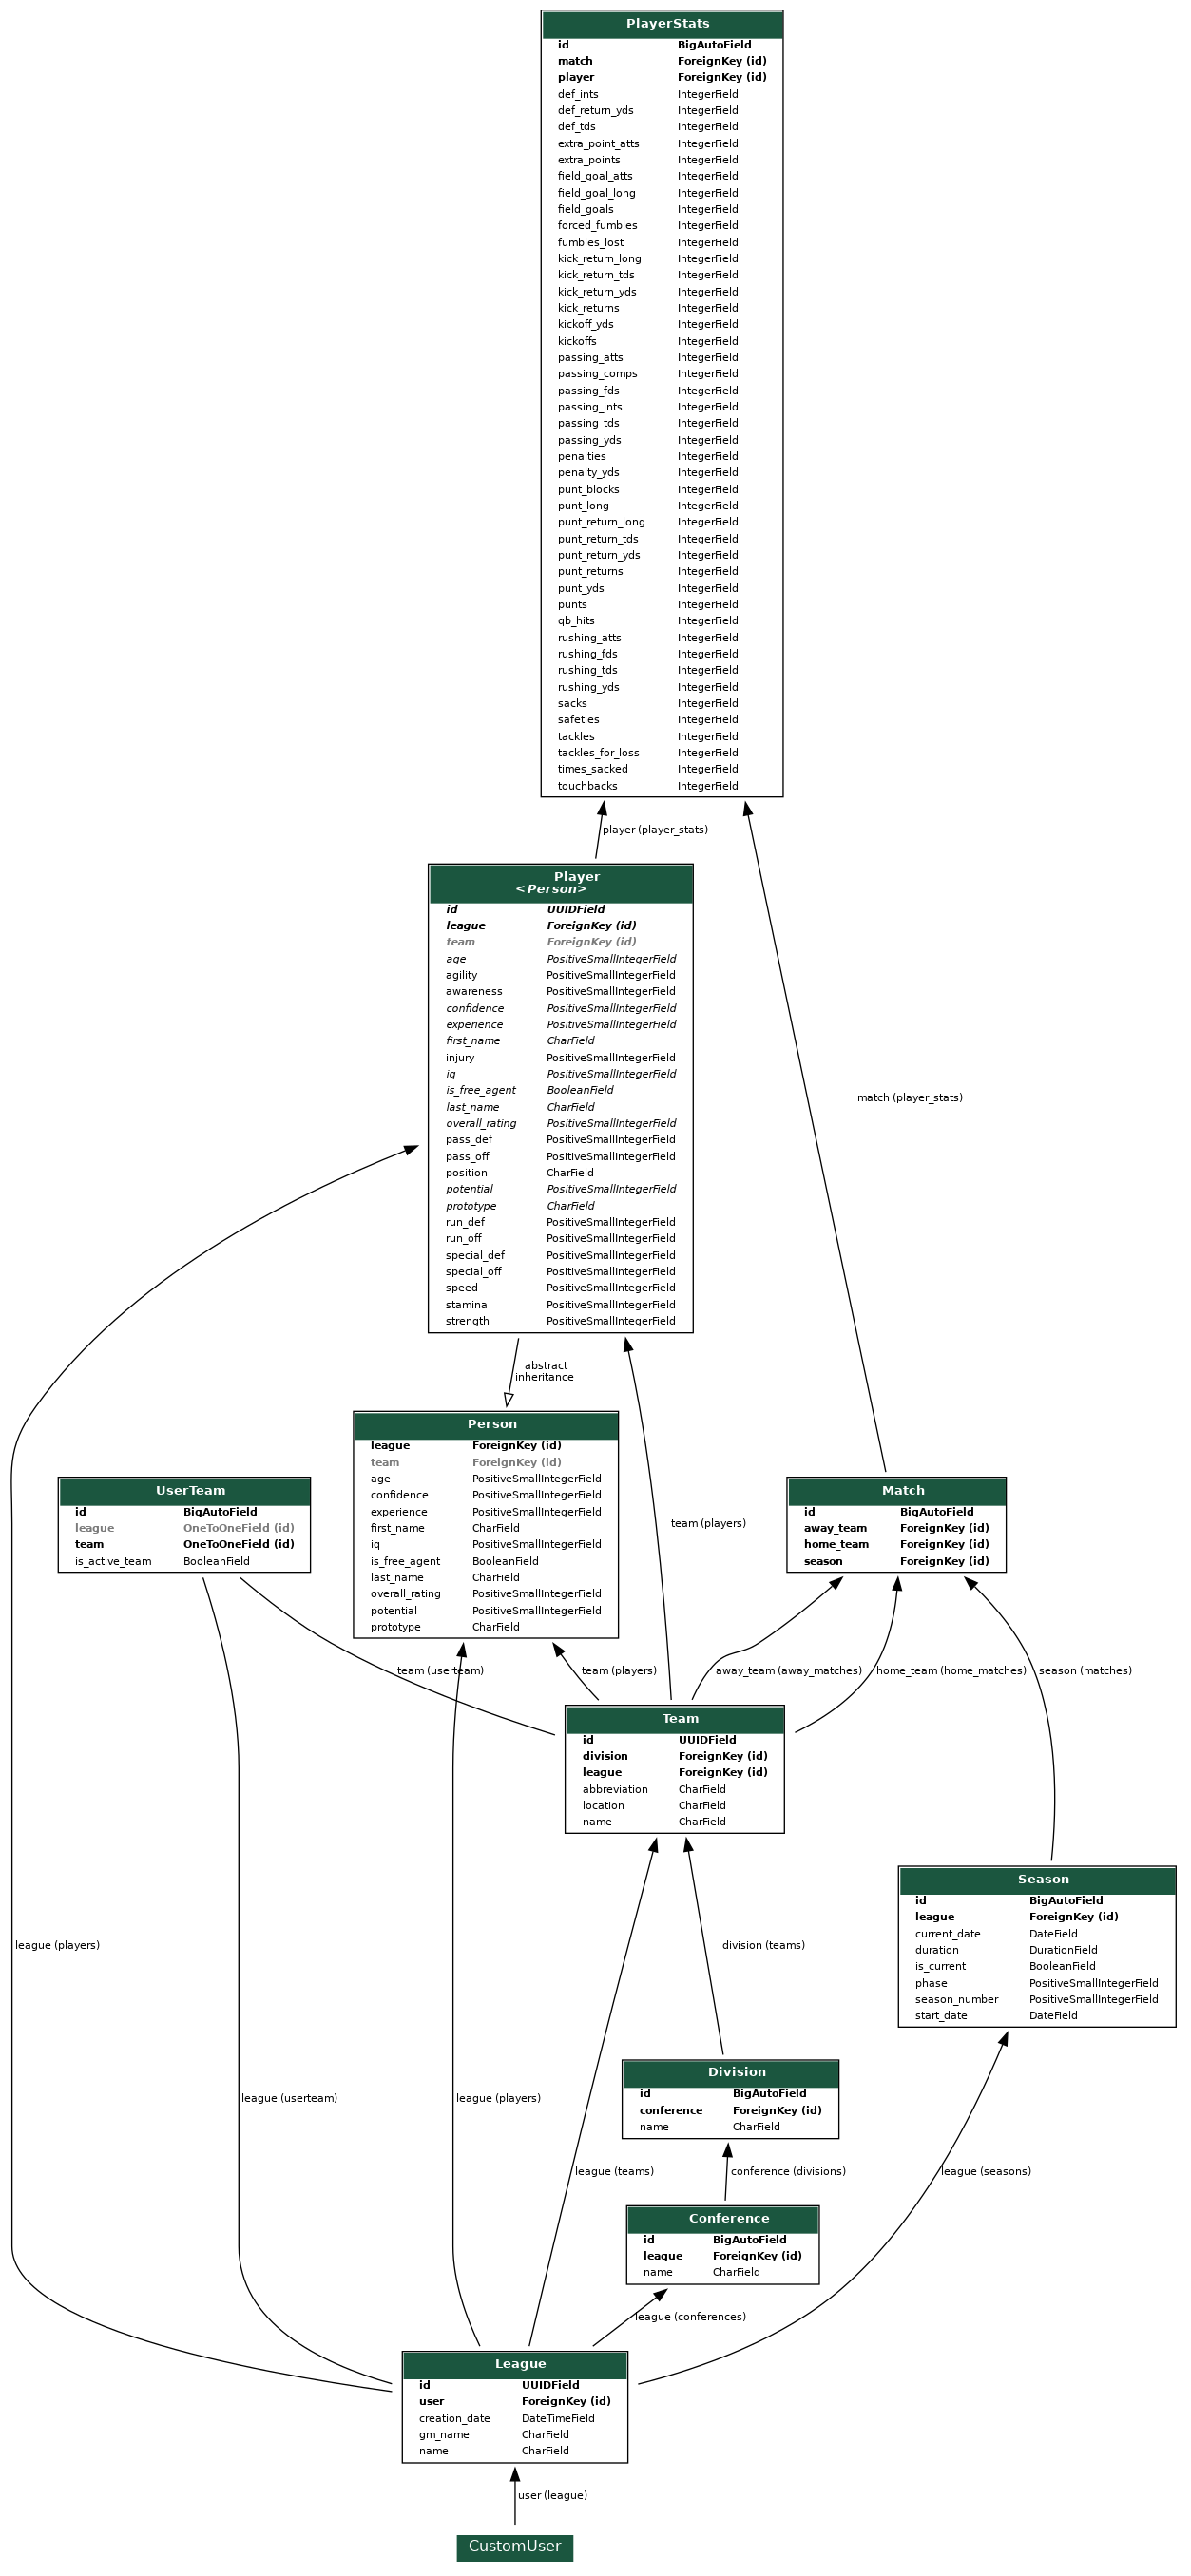 PlayerStats
id BigAutoField
match ForeignKey (id)
player ForeignKey (id)
def_ints IntegerField
def_return_yds IntegerField
def_tds IntegerField
extra_point_atts IntegerField
extra_points IntegerField
field_goal_atts IntegerField
field_goal_long IntegerField
field_goals IntegerField
forced_fumbles IntegerField
fumbles_lost IntegerField
kick_return_long IntegerField
kick_return_tds IntegerField
kick_return_yds IntegerField
kick_returns IntegerField
kickoff_yds IntegerField
kickoffs IntegerField
passing_atts IntegerField
passing_comps IntegerField
passing_fds IntegerField
passing_ints IntegerField
passing_tds IntegerField
passing_yds IntegerField
penalties IntegerField
penalty_yds IntegerField
punt_blocks IntegerField
punt_long IntegerField
punt_return_long IntegerField
punt_return_tds IntegerField
punt_return_yds IntegerField
punt_returns IntegerField
punt_yds IntegerField
punts IntegerField
qb_hits IntegerField
rushing_atts IntegerField
rushing_fds IntegerField
rushing_tds IntegerField
rushing_yds IntegerField
sacks IntegerField
safeties IntegerField
tackles IntegerField
tackles_for_loss IntegerField
times_sacked IntegerField
touchbacks IntegerField
player (player_stats)
Player
<Person>
id UUIDField
league ForeignKey (id)
team ForeignKey (id)
age PositiveSmallIntegerField
agility PositiveSmallIntegerField
awareness PositiveSmallIntegerField
confidence PositiveSmallIntegerField
experience PositiveSmallIntegerField
first_name CharField
injury PositiveSmallIntegerField
iq PositiveSmallIntegerField
is_free_agent BooleanField
last_name CharField
overall_rating PositiveSmallIntegerField
pass_def PositiveSmallIntegerField
pass_off PositiveSmallIntegerField
position CharField
potential PositiveSmallIntegerField
prototype CharField
run_def PositiveSmallIntegerField
run_off PositiveSmallIntegerField
special_def PositiveSmallIntegerField
special_off PositiveSmallIntegerField
speed PositiveSmallIntegerField
stamina PositiveSmallIntegerField
strength PositiveSmallIntegerField
match (player_stats)
abstract
inheritance
Person
league ForeignKey (id)
team ForeignKey (id)
age PositiveSmallIntegerField
confidence PositiveSmallIntegerField
experience PositiveSmallIntegerField
first_name CharField
iq PositiveSmallIntegerField
is_free_agent BooleanField
last_name CharField
overall_rating PositiveSmallIntegerField
potential PositiveSmallIntegerField
prototype CharField
UserTeam
id BigAutoField
league OneToOneField (id)
team OneToOneField (id)
is_active_team BooleanField
team (players)
Match
id BigAutoField
away_team ForeignKey (id)
home_team ForeignKey (id)
season ForeignKey (id)
team (userteam)
team (players)
away_team (away_matches)
home_team (home_matches)
season (matches)
Team
id UUIDField
division ForeignKey (id)
league ForeignKey (id)
abbreviation CharField
location CharField
name CharField
Season
id BigAutoField
league ForeignKey (id)
current_date DateField
duration DurationField
is_current BooleanField
phase PositiveSmallIntegerField
season_number PositiveSmallIntegerField
start_date DateField
league (players)
division (teams)
Division
id BigAutoField
conference ForeignKey (id)
name CharField
league (userteam)
league (players)
league (teams)
conference (divisions)
league (seasons)
Conference
id BigAutoField
league ForeignKey (id)
name CharField
league (conferences)
League
id UUIDField
user ForeignKey (id)
creation_date DateTimeField
gm_name CharField
name CharField
user (league)
CustomUser